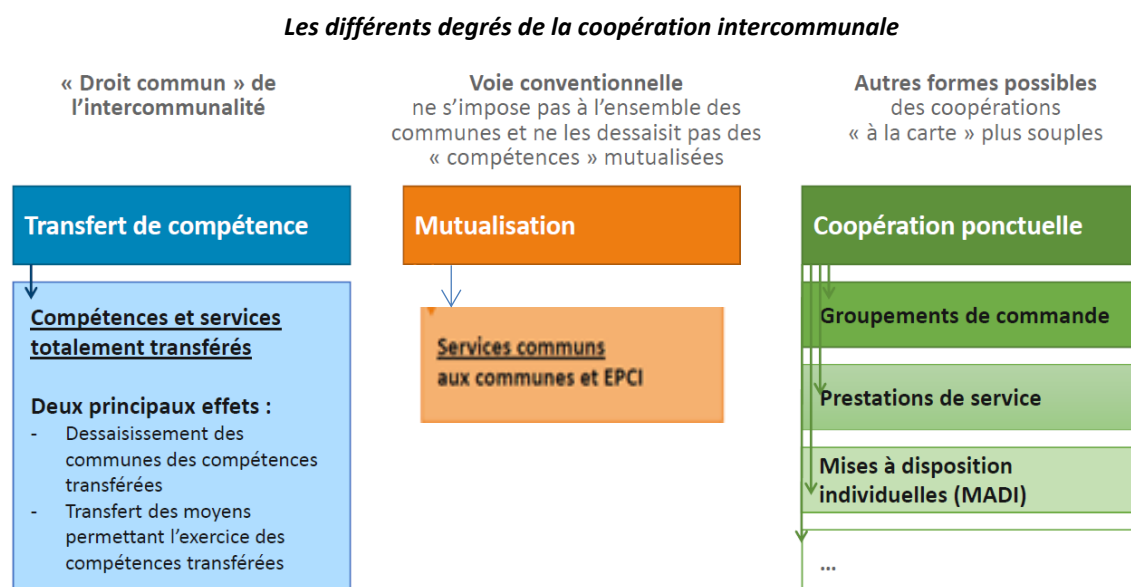 Les différents degrés de la coopération intercommunale
« Droit commun » de
l’intercommunalité
Transfert de compétence
Compétences et services
totalement transférés
Deux principaux effets :
- Dessaisissement des
communes des compétences
transférées
- Transfert des moyens
permettant l’exercice des
compétences transférées
Voie conventionnelle
ne s’impose pas à l’ensemble des
communes et ne les dessaisit pas des
« compétences » mutualisées
Mutualisation
Services communs
aux communes et EPCI
Autres formes possibles
des coopérations
« à la carte » plus souples
Coopération ponctuelle
Groupements de commande
Prestations de service
Mises à disposition
individuelles (MADI)
...